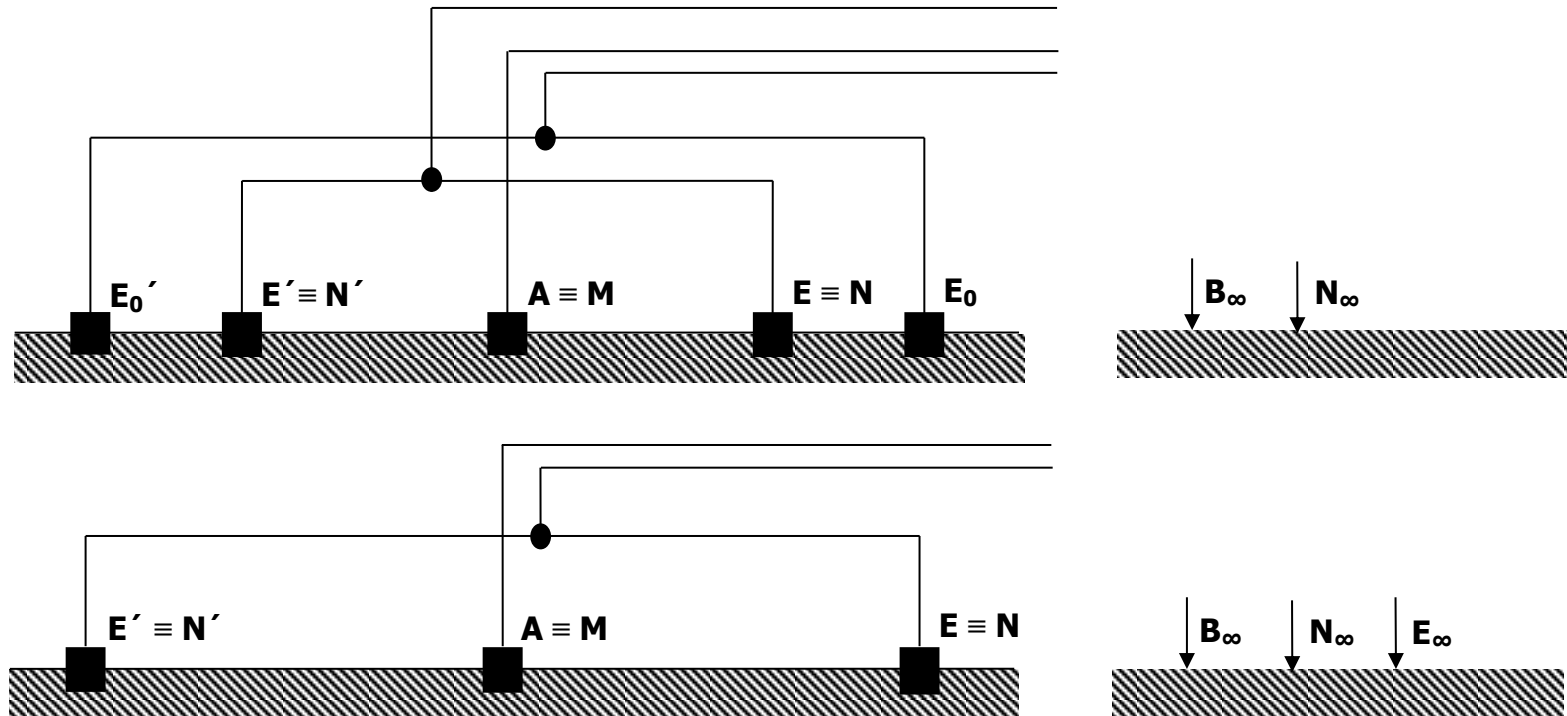 E₀´ E´≡ N´ A ≡ M E ≡ N E₀ B∞ N∞
E´ ≡ N´ A ≡ M E ≡ N B∞ N∞ E∞